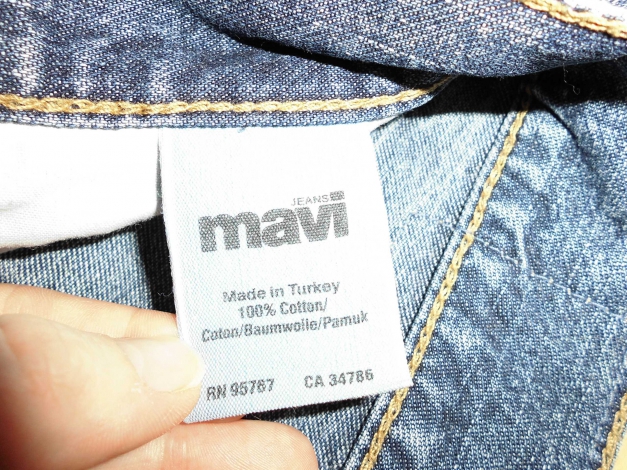 JEANS
mavi
Made in Turkey
100% Cotton/
Coton/Baumwolle/Pamuk
RN 95767 CA 34786